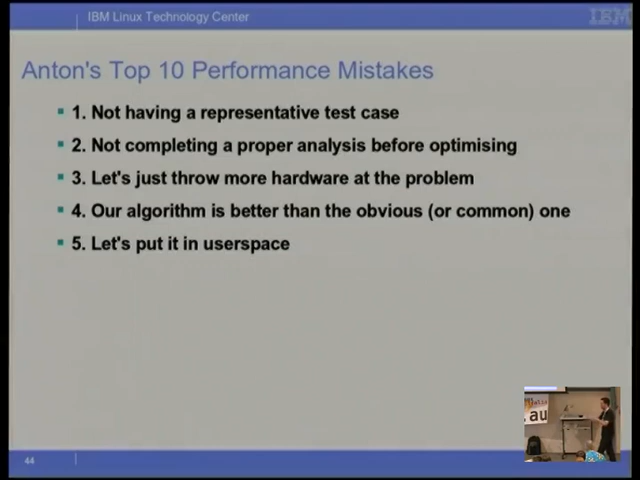 IBM Linux Technology Center
IBM
Anton's Top 10 Performance Mistakes
1. Not having a representative test case
2. Not completing a proper analysis before optimising
3. Let's just throw more hardware at the problem
4. Our algorithm is better than the obvious (or common) one
5. Let's put it in userspace
au
44